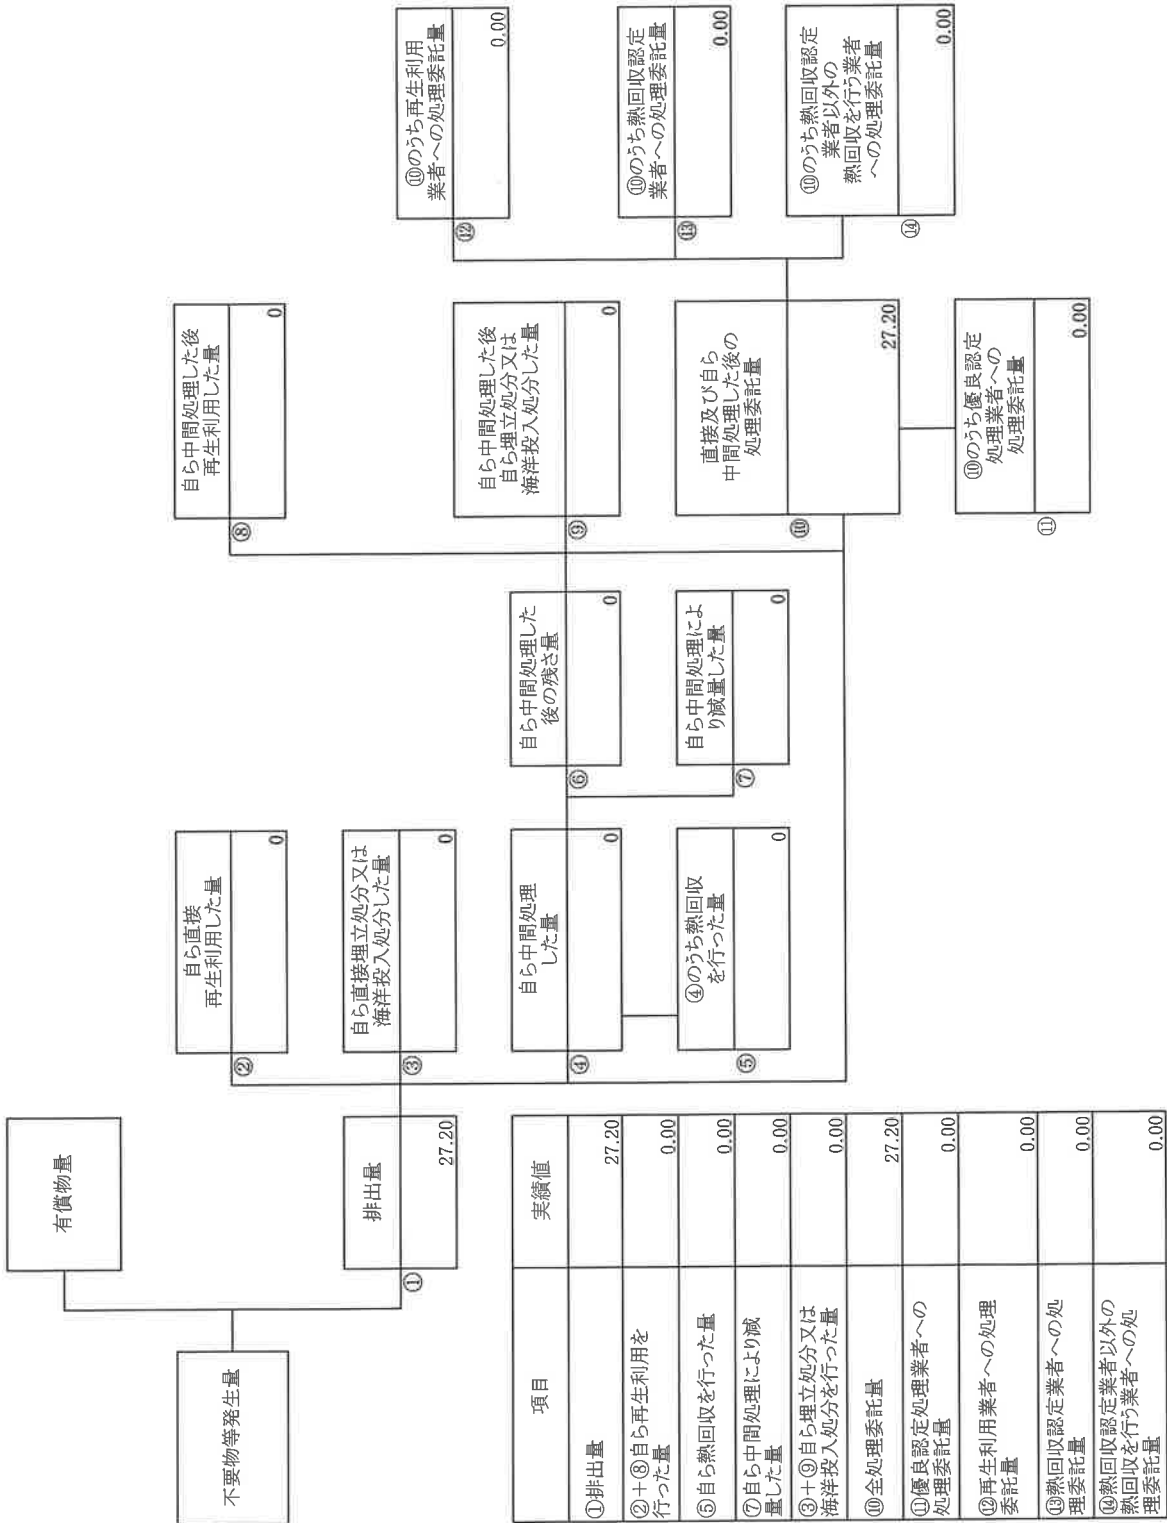 不要物等発生量
有償物量
排出量
①
27.20
自ら直接
再生利用した量
②
0
自ら直接埋立処分又は
海洋投入処分した量
③
0
自ら中間処理
した量
④
0
④のうち熱回収
を行った量
⑤
0
自ら中間処理した
後の残さ量
⑥
0
自ら中間処理によ
り減量した量
⑦
0
自ら中間処理した後
再生利用した量
⑧
0
自ら中間処理した後
自ら埋立処分又は
海洋投入処分した量
⑨
0
直接及び自ら
中間処理した後の
処理委託量
⑩
27.20
⑩のうち優良認定
処理業者への
処理委託量
⑪
0.00
⑩のうち再生利用
業者への処理委託量
⑫
0.00
⑩のうち熱回収認定
業者への処理委託量
⑬
0.00
⑩のうち熱回収認定
業者以外の
熱回収を行う業者
への処理委託量
⑭
0.00
項目 実績値
①排出量 27.20
②+⑧自ら再生利用を
行った量 0.00
⑤自ら熱回収を行った量 0.00
⑦自ら中間処理により減
量した量 0.00
③+⑨自ら埋立処分又は
海洋投入処分を行った量 0.00
⑩全処理委託量 27.20
⑪優良認定処理業者への
処理委託量 0.00
⑫再生利用業者への処理
委託量 0.00
⑬熱回収認定業者への処
理委託量 0.00
⑭熱回収認定業者以外の
熱回収を行う業者への処
理委託量 0.00